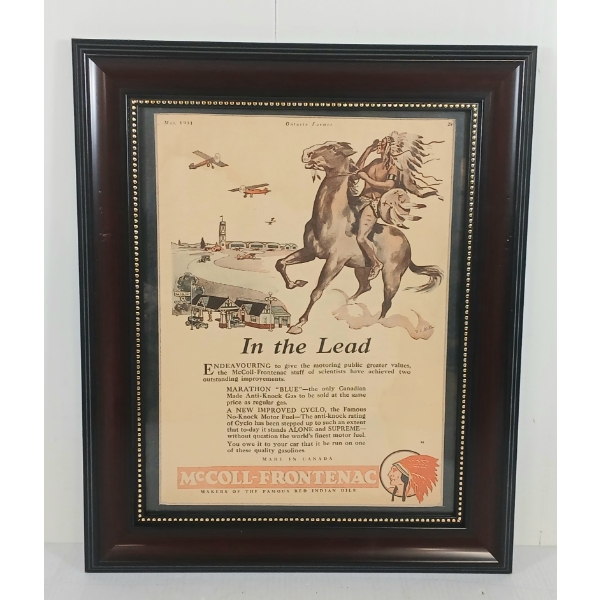 May 1931
Ontario Farmer
In the Lead
ENDEAVOURING to give the motoring public greater values,
the McColl-Frontenac staff of scientists have achieved two
outstanding improvements.
MARATHON "BLUE"—the only Canadian
Made Anti-Knock Gas to be sold at the same
price as regular gas.
A NEW IMPROVED CYCLO, the Famous
No-Knock Motor Fuel—The anti-knock rating
of Cyclo has been stepped up to such an extent
that to-day it stands ALONE and SUPREME—
without question the world's finest motor fuel.
You owe it to your car that it be run on one
of these quality gasolines.
MADE IN CANADA
MCCOLL-FRONTENAC
MAKERS OF THE FAMOUS RED INDIAN OILS